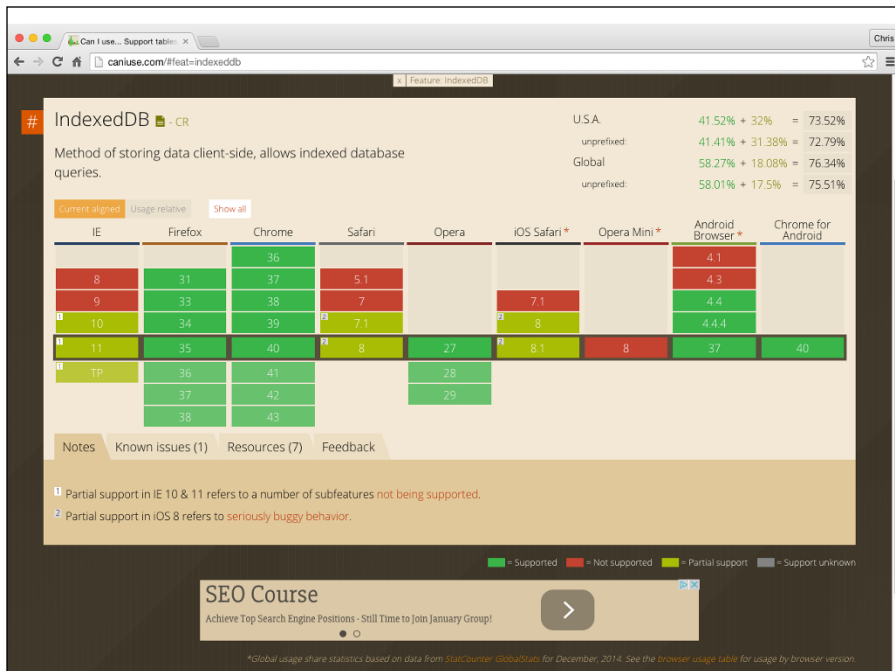 Can I use... Support tables
Chris
caniuse.com/#feat=indexeddb
x Feature: IndexedDB
# IndexedDB - CR
Method of storing data client-side, allows indexed database
queries.
U.S.A. 41.52% + 32% = 73.52%
unprefixed: 41.41% + 31.38% = 72.79%
Global 58.27% + 18.08% = 76.34%
unprefixed: 58.01% + 17.5% = 75.51%
Current aligned Usage relative Show all
IE Firefox Chrome Safari Opera iOS Safari * Opera Mini * Android Browser * Chrome for Android
36 4.1
8 31 37 5.1 4.3
9 33 38 7 7.1 4.4
1 10 34 39 2 7.1 2 8 4.4.4
1 11 35 40 2 8 27 2 8.1 8 37 40
1 TP 36 41 28
37 42 29
38 43
Notes Known issues (1) Resources (7) Feedback
1 Partial support in IE 10 & 11 refers to a number of subfeatures not being supported.
2 Partial support in iOS 8 refers to seriously buggy behavior.
= Supported = Not supported = Partial support = Support unknown
SEO Course
Achieve Top Search Engine Positions - Still Time to Join January Group!
*Global usage share statistics based on data from StatCounter GlobalStats for December, 2014. See the browser usage table for usage by browser version.